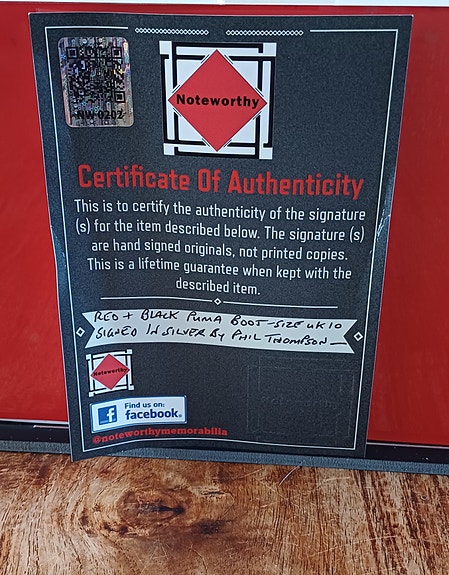 NW 0202
Noteworthy
Certificate Of Authenticity
This is to certify the authenticity of the signature
(s) for the item described below. The signature (s)
are hand signed originals, not printed copies.
This is a lifetime guarantee when kept with the
described item.
RED + BLACK PUMA BOOT - SIZE UK 10
SIGNED IN SILVER By PHIL THOMPSON —
Noteworthy
Find us on:
facebook®
@noteworthymemorabilia